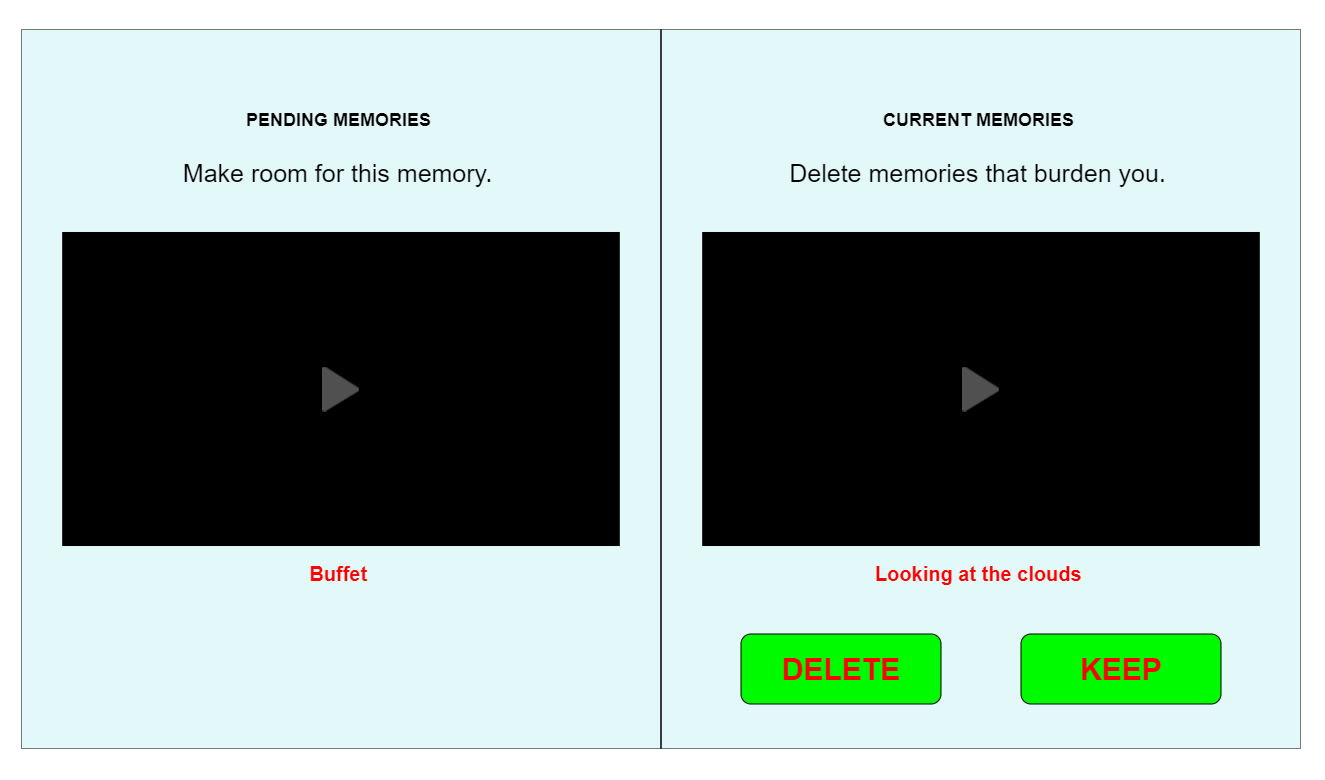 PENDING MEMORIES
Make room for this memory.
Buffet
CURRENT MEMORIES
Delete memories that burden you.
Looking at the clouds
DELETE
KEEP